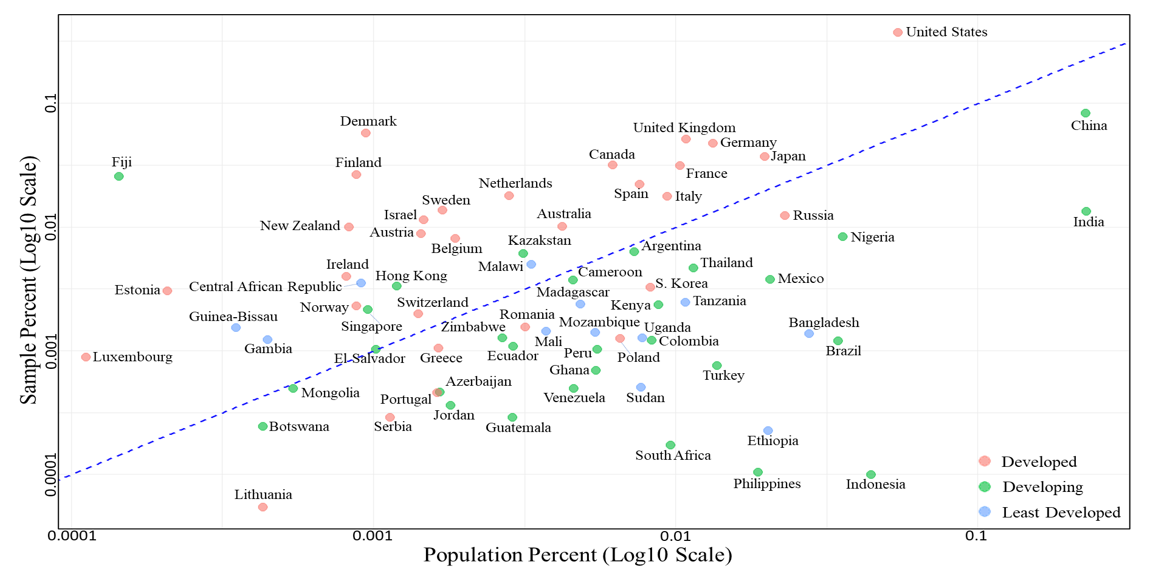 United States
0.1
China
Denmark
United Kingdom
Germany
Japan
Fiji
Finland
Canada
France
Netherlands
Spain
Italy
Sweden
Israel
Australia
Russia
India
0.01
New Zealand
Austria
Belgium
Kazakstan
Argentina
Nigeria
Ireland
Malawi
Cameroon
Thailand
Central African Republic
Hong Kong
S. Korea
Mexico
Estonia
Madagascar
Norway
Switzerland
Kenya
Tanzania
Guinea-Bissau
Romania
Singapore
Zimbabwe
Mozambique
Uganda
Bangladesh
Gambia
Mali
Colombia
Luxembourg
El Salvador
Greece
Ecuador
Peru
Poland
Brazil
0.001
Ghana
Turkey
Azerbaijan
Mongolia
Portugal
Venezuela
Sudan
Jordan
Botswana
Serbia
Guatemala
Ethiopia
South Africa
Philippines
Indonesia
0.0001
Lithuania
Developed
Developing
Least Developed
0.0001
0.001
0.01
0.1
Population Percent (Log10 Scale)
Sample Percent (Log10 Scale)